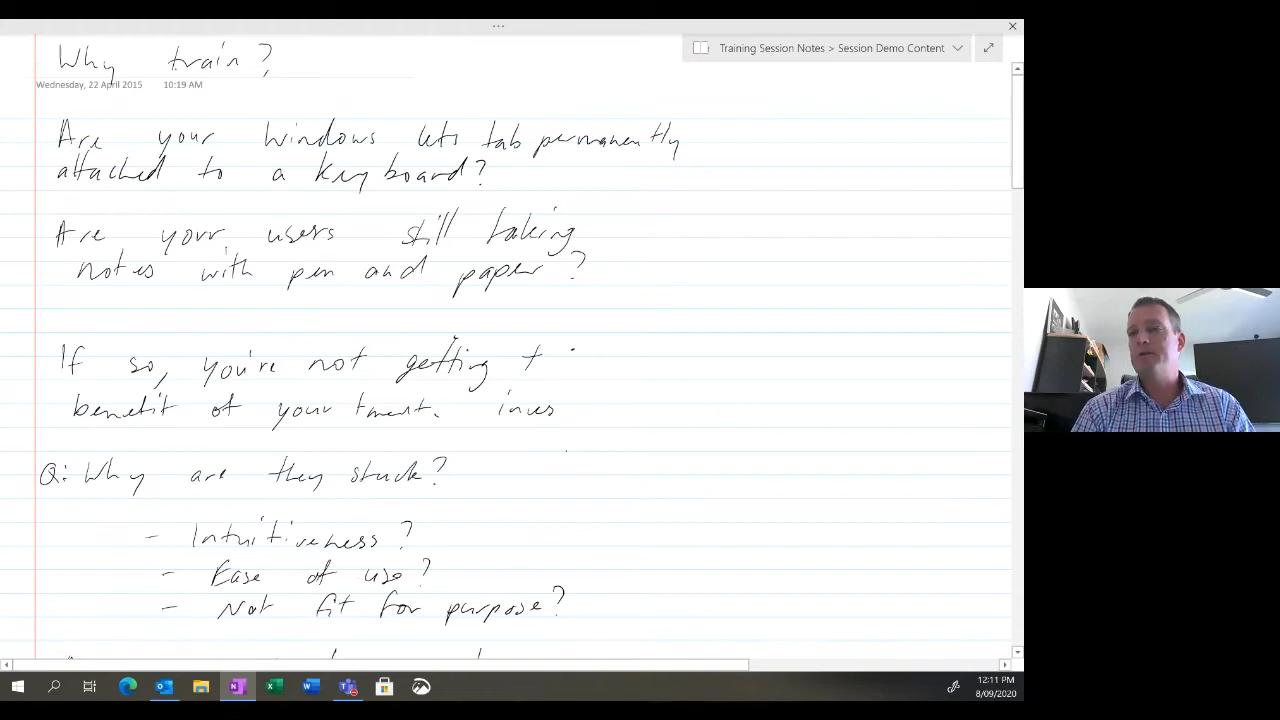 Training Session Notes > Session Demo Content
Why train?
Wednesday, 22 April 2015 10:19 AM
Are your Windows lets tab permanently
attached to a keyboard?
Are your users still taking
notes with pen and paper?
If so, you're not getting t
benefit of your tment. inves
Q: Why are they stuck?
- Intuitiveness?
- Ease of use?
- Not fit for purpose?
12:11 PM
8/09/2020